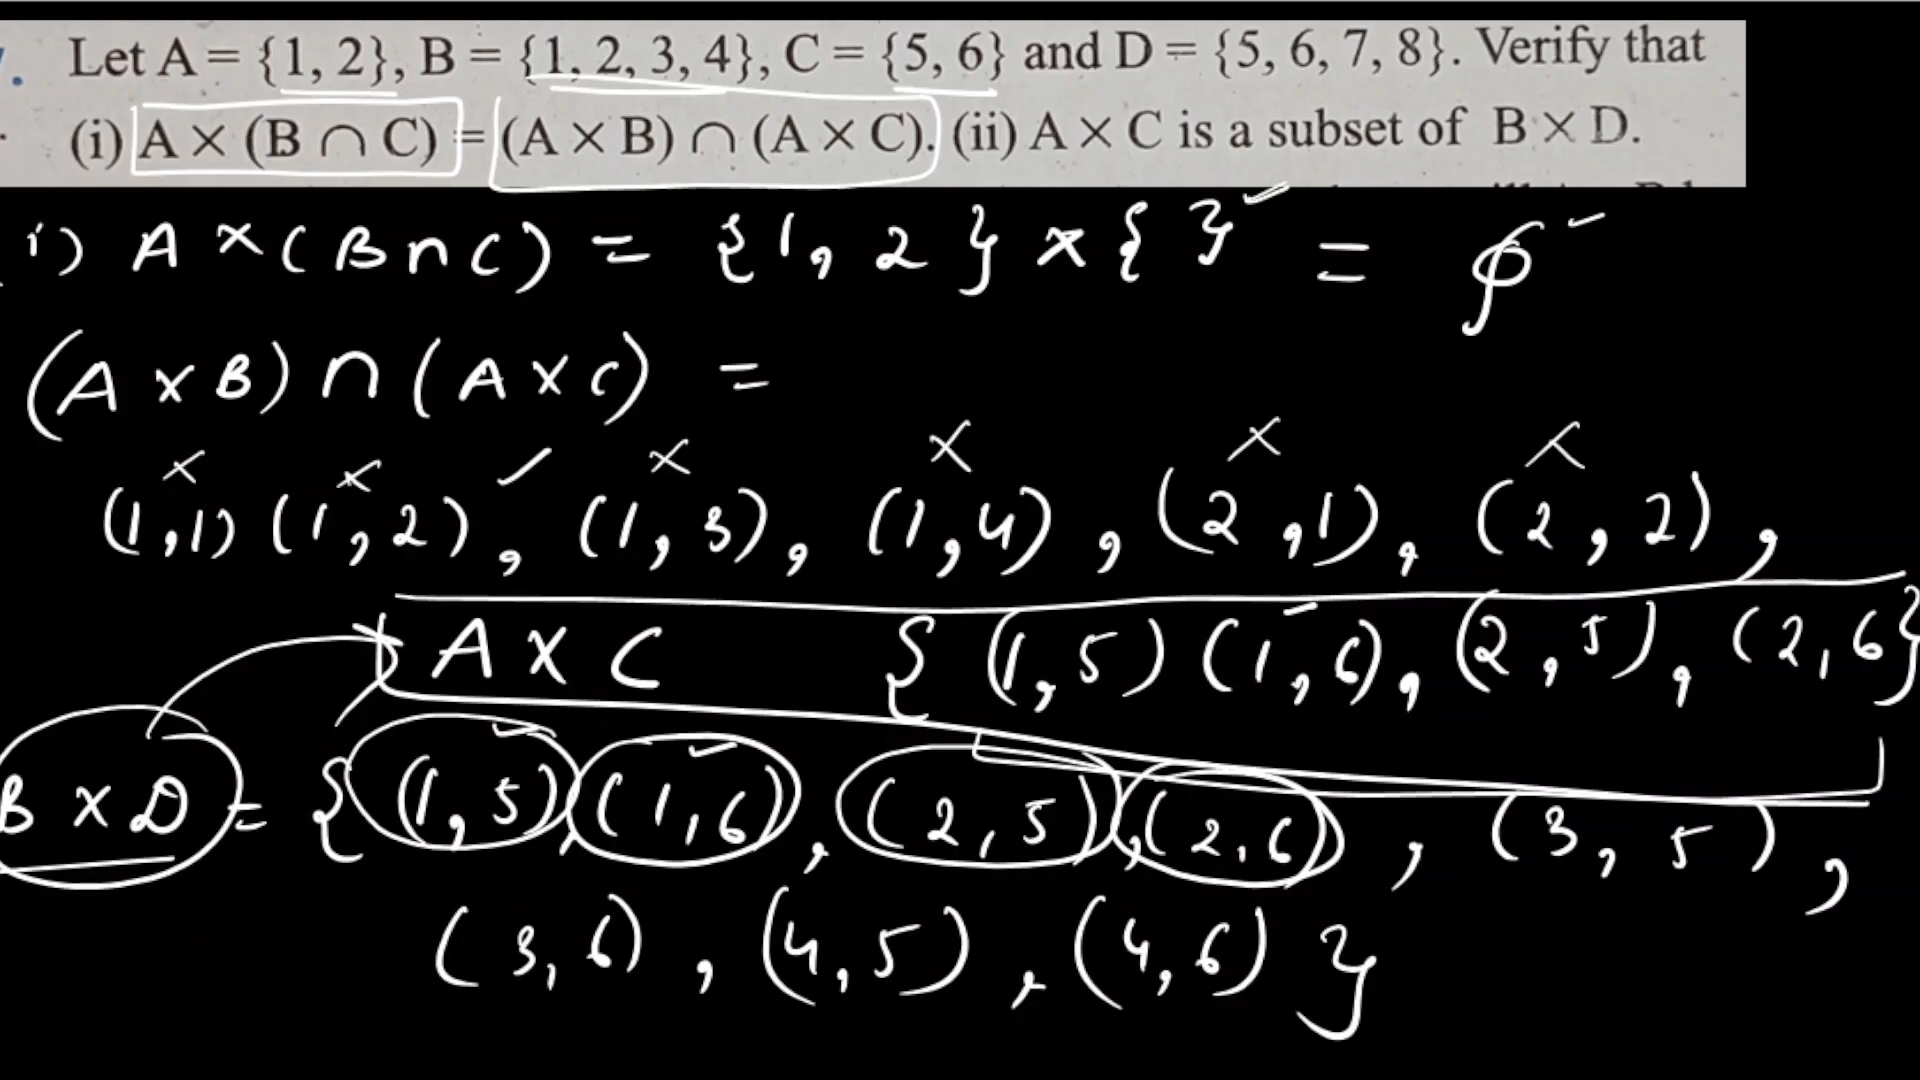 . Let A = {1, 2}, B = {1, 2, 3, 4}, C = {5, 6} and D = {5, 6, 7, 8}. Verify that
(i) A × (B ∩ C) = (A × B) ∩ (A × C). (ii) A × C is a subset of B × D.
i) A × (B ∩ C) = {1, 2} × { } = φ
(A × B) ∩ (A × C) =
(1,1) (1,2), (1,3), (1,4), (2,1), (2,2),
A × C { (1,5) (1,6), (2,5), (2,6}
B × D = { (1,5), (1,6), (2,5), (2,6), (3,5),
(3,6), (4,5), (4,6) }